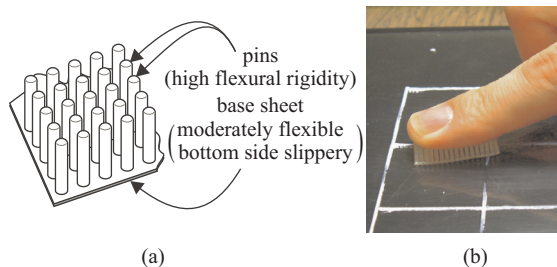 pins
(high flexural rigidity)
base sheet
(moderately flexible
bottom side slippery)
(a)
(b)